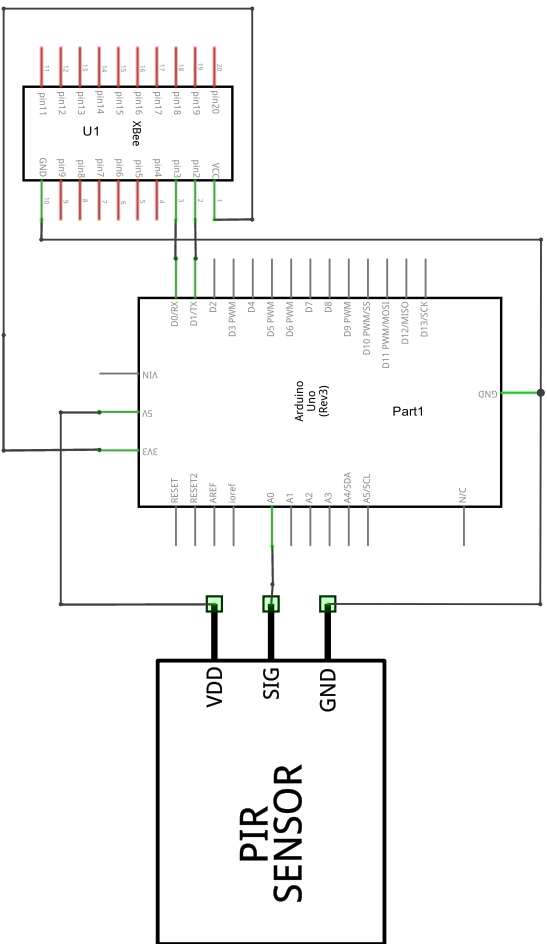 11 12 13 14 15 16 17 18 19 20
pin11 pin12 pin13 pin14 pin15 pin16 pin17 pin18 pin19 pin20
U1
XBee
GND pin9 pin8 pin7 pin6 pin5 pin4 pin3 pin2 VCC
10 9 8 7 6 5 4 3 2 1
D0/RX D1/TX D2 D3 PWM D4 D5 PWM D6 PWM D7 D8 D9 PWM D10 PWM/SS D11 PWM/MOSI D12/MISO D13/SCK
VIN
5V
3V3
Arduino
Uno
(Rev3)
Part1
GND
RESET RESET2 AREF ioref A0 A1 A2 A3 A4/SDA A5/SCL N/C
VDD SIG GND
PIR
SENSOR